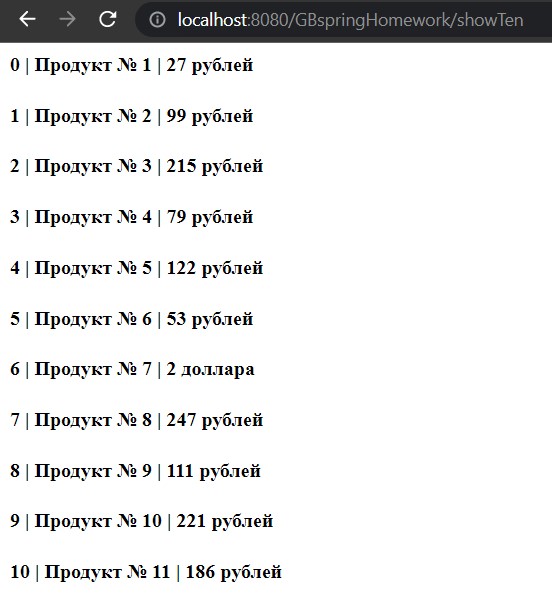 localhost:8080/GBspringHomework/showTen
0 | Продукт № 1 | 27 рублей
1 | Продукт № 2 | 99 рублей
2 | Продукт № 3 | 215 рублей
3 | Продукт № 4 | 79 рублей
4 | Продукт № 5 | 122 рублей
5 | Продукт № 6 | 53 рублей
6 | Продукт № 7 | 2 доллара
7 | Продукт № 8 | 247 рублей
8 | Продукт № 9 | 111 рублей
9 | Продукт № 10 | 221 рублей
10 | Продукт № 11 | 186 рублей